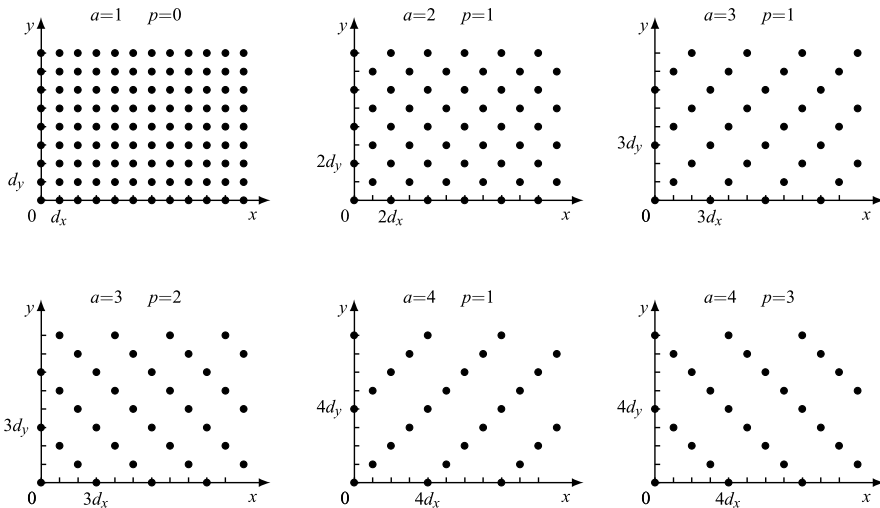 a=1 p=0
y
d_y
0 d_x x
a=2 p=1
y
2d_y
0 2d_x x
a=3 p=1
y
3d_y
0 3d_x x
a=3 p=2
y
3d_y
0 3d_x x
a=4 p=1
y
4d_y
0 4d_x x
a=4 p=3
y
4d_y
0 4d_x x